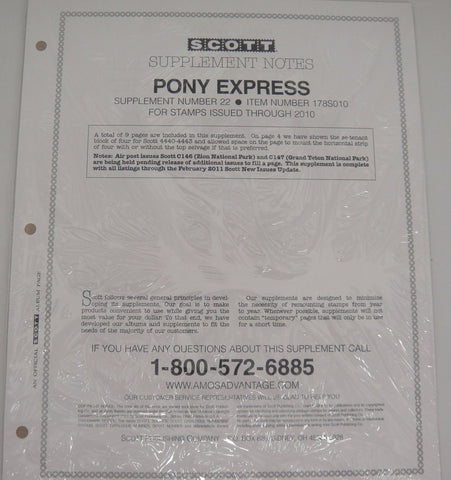 SCOTT
SUPPLEMENT NOTES
PONY EXPRESS
SUPPLEMENT NUMBER 22 ● ITEM NUMBER 178S010
FOR STAMPS ISSUED THROUGH 2010
A total of 9 pages are included in this supplement. On page 4 we have shown the se-tenant
block of four for Scott 4440-4443 and allowed space on the page to mount the horizontal strip
of four with or without the top selvage if that is preferred.
Notes: Air post issues Scott C146 (Zion National Park) and C147 (Grand Teton National Park)
are being held pending release of additional issues to fill a page. This supplement is complete
with all listings through the February 2011 Scott New Issues Update.
Scott follows several general principles in devel-
oping its supplements. Our goal is to make
products convenient to use while giving you the
most value for your dollar. To that end, we have
developed our albums and supplements to fit the
needs of the majority of our customers.
Our supplements are designed to minimize
the necessity of remounting stamps from year
to year. Whenever possible, supplements will not
contain "temporary" pages that will only be in use
for a short time.
AN OFFICIAL SCOTT ALBUM PAGE
IF YOU HAVE ANY QUESTIONS ABOUT THIS SUPPLEMENT CALL
1-800-572-6885
WWW.AMOSADVANTAGE.COM
OUR CUSTOMER SERVICE REPRESENTATIVES WILL BE GLAD TO HELP YOU
SCOTT PUBLISHING COMPANY P.O. BOX 828, SIDNEY, OH